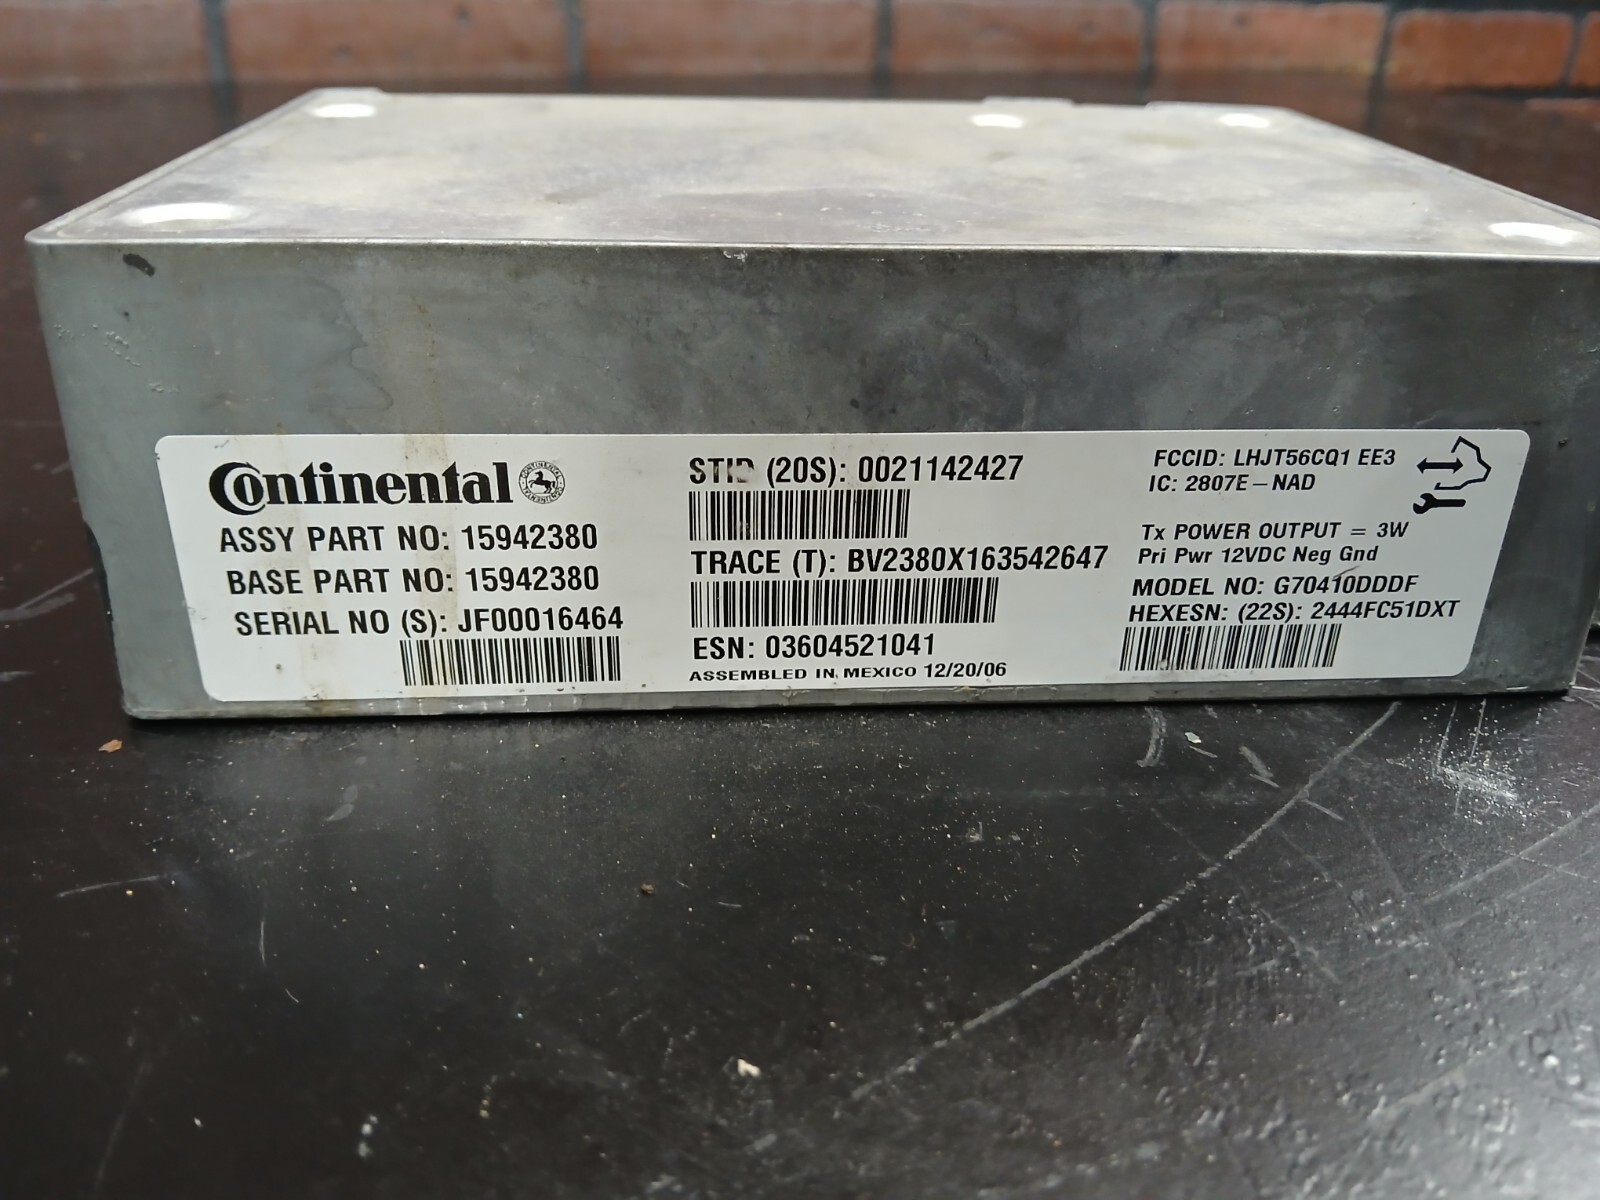 Continental
ASSY PART NO: 15942380
BASE PART NO: 15942380
SERIAL NO (S): JF00016464
STID (20S): 0021142427
TRACE (T): BV2380X163542647
ESN: 03604521041
ASSEMBLED IN MEXICO 12/20/06
FCCID: LHJT56CQ1 EE3
IC: 2807E-NAD
Tx POWER OUTPUT = 3W
Pri Pwr 12VDC Neg Gnd
MODEL NO: G70410DDDF
HEXESN: (22S): 2444FC51DXT